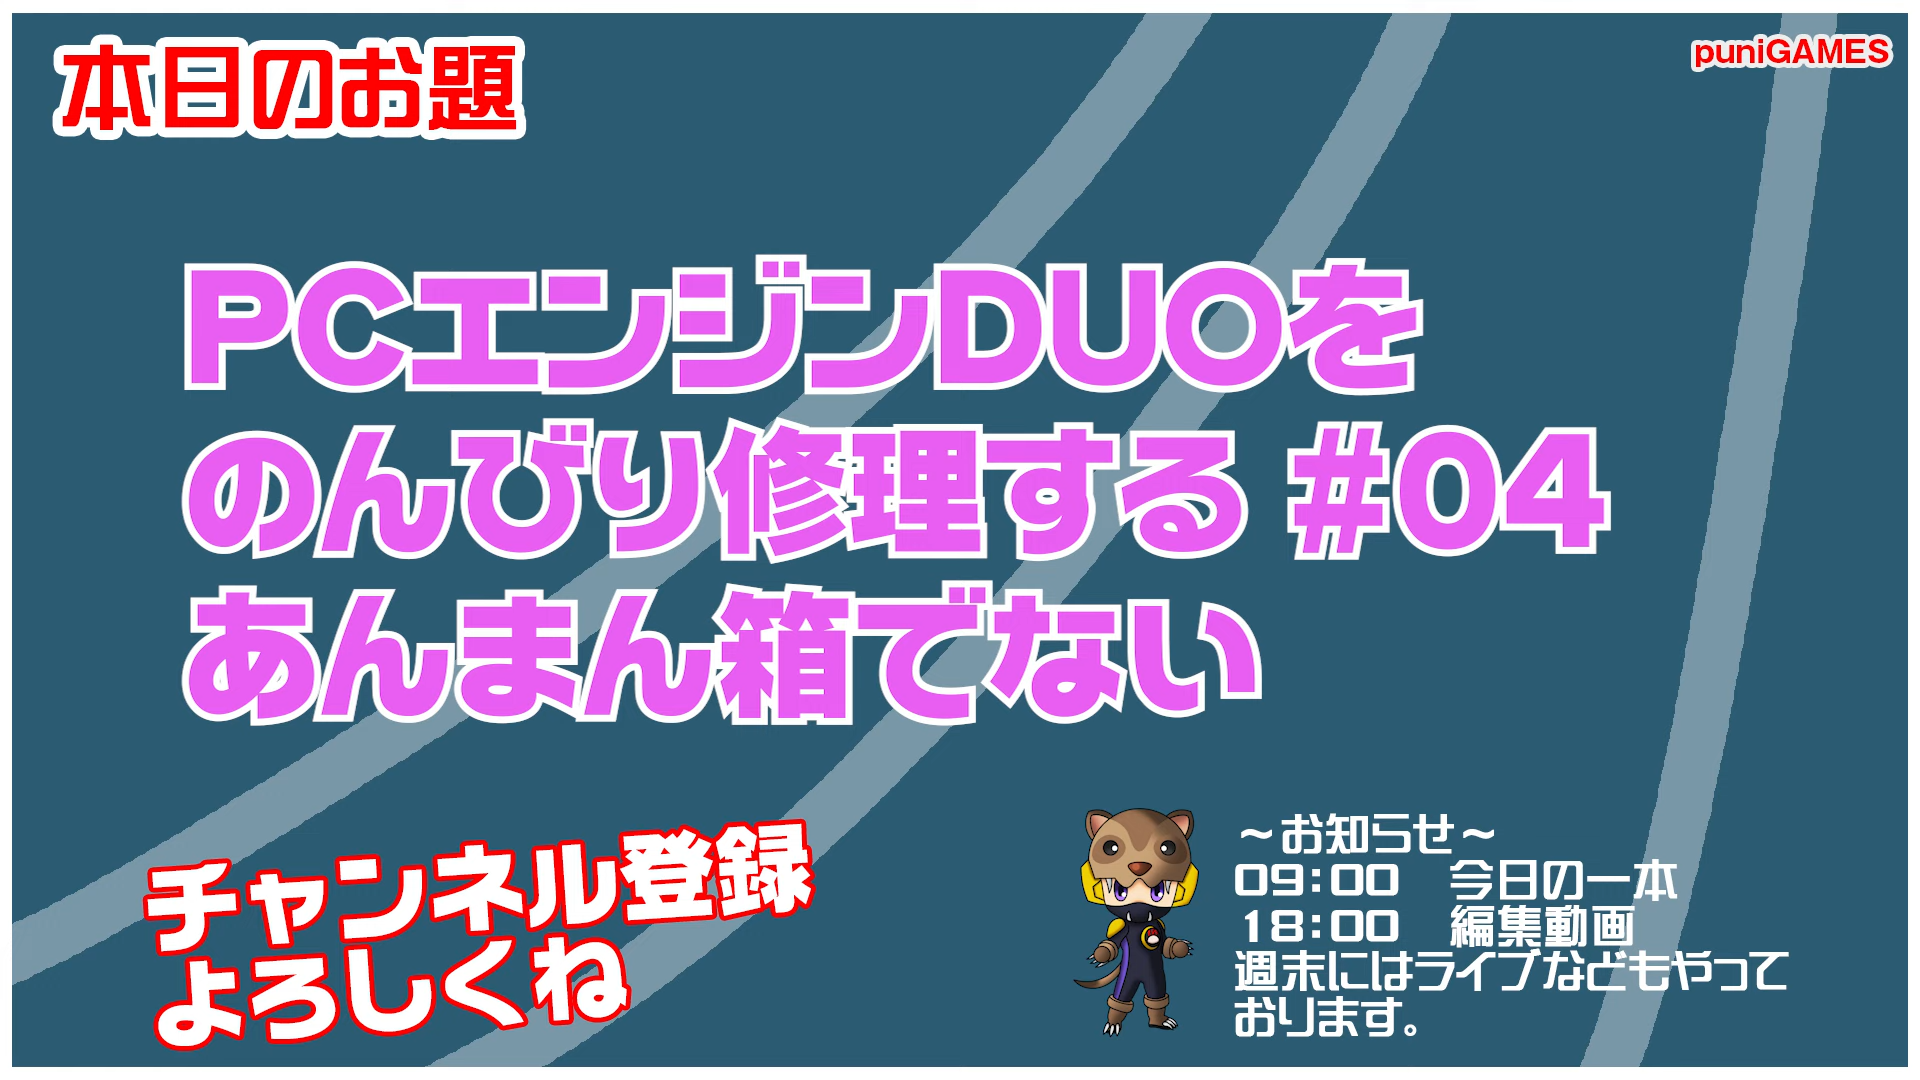 本日のお題
puniGAMES
PCエンジンDUOを
のんびり修理する #04
あんまん箱でない
チャンネル登録
よろしくね
～お知らせ～
09:00　今日の一本
18:00　編集動画
週末にはライブなどもやって
おります。